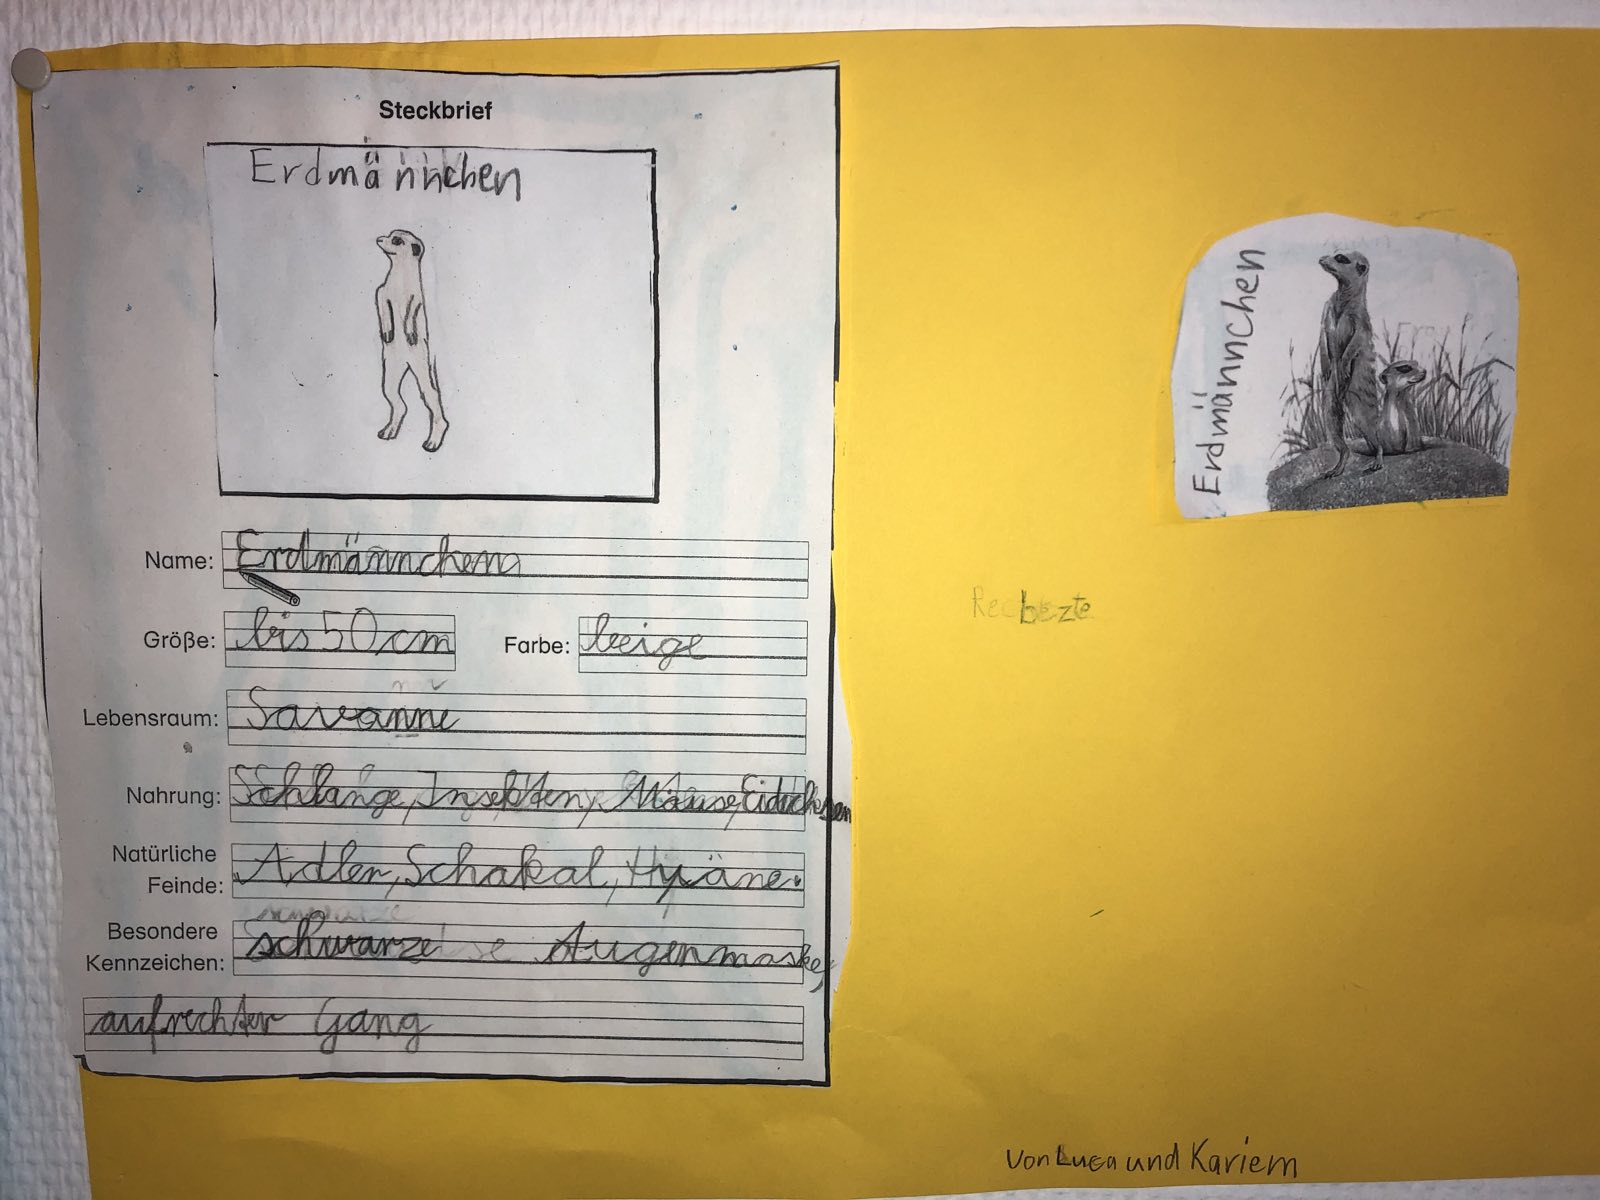 Steckbrief
Erdmännchen
Name: Erdmännchen
Größe: bis 50 cm Farbe: beige
Lebensraum: Savanne
Nahrung: Schlange, Insekten, Mäuse, Eidechsen
Natürliche Feinde: Adler, Schakal, Hyäne.
Besondere Kennzeichen: schwarze Augenmaske,
aufrechter Gang
Erdmännchen
von Luca und Kariem